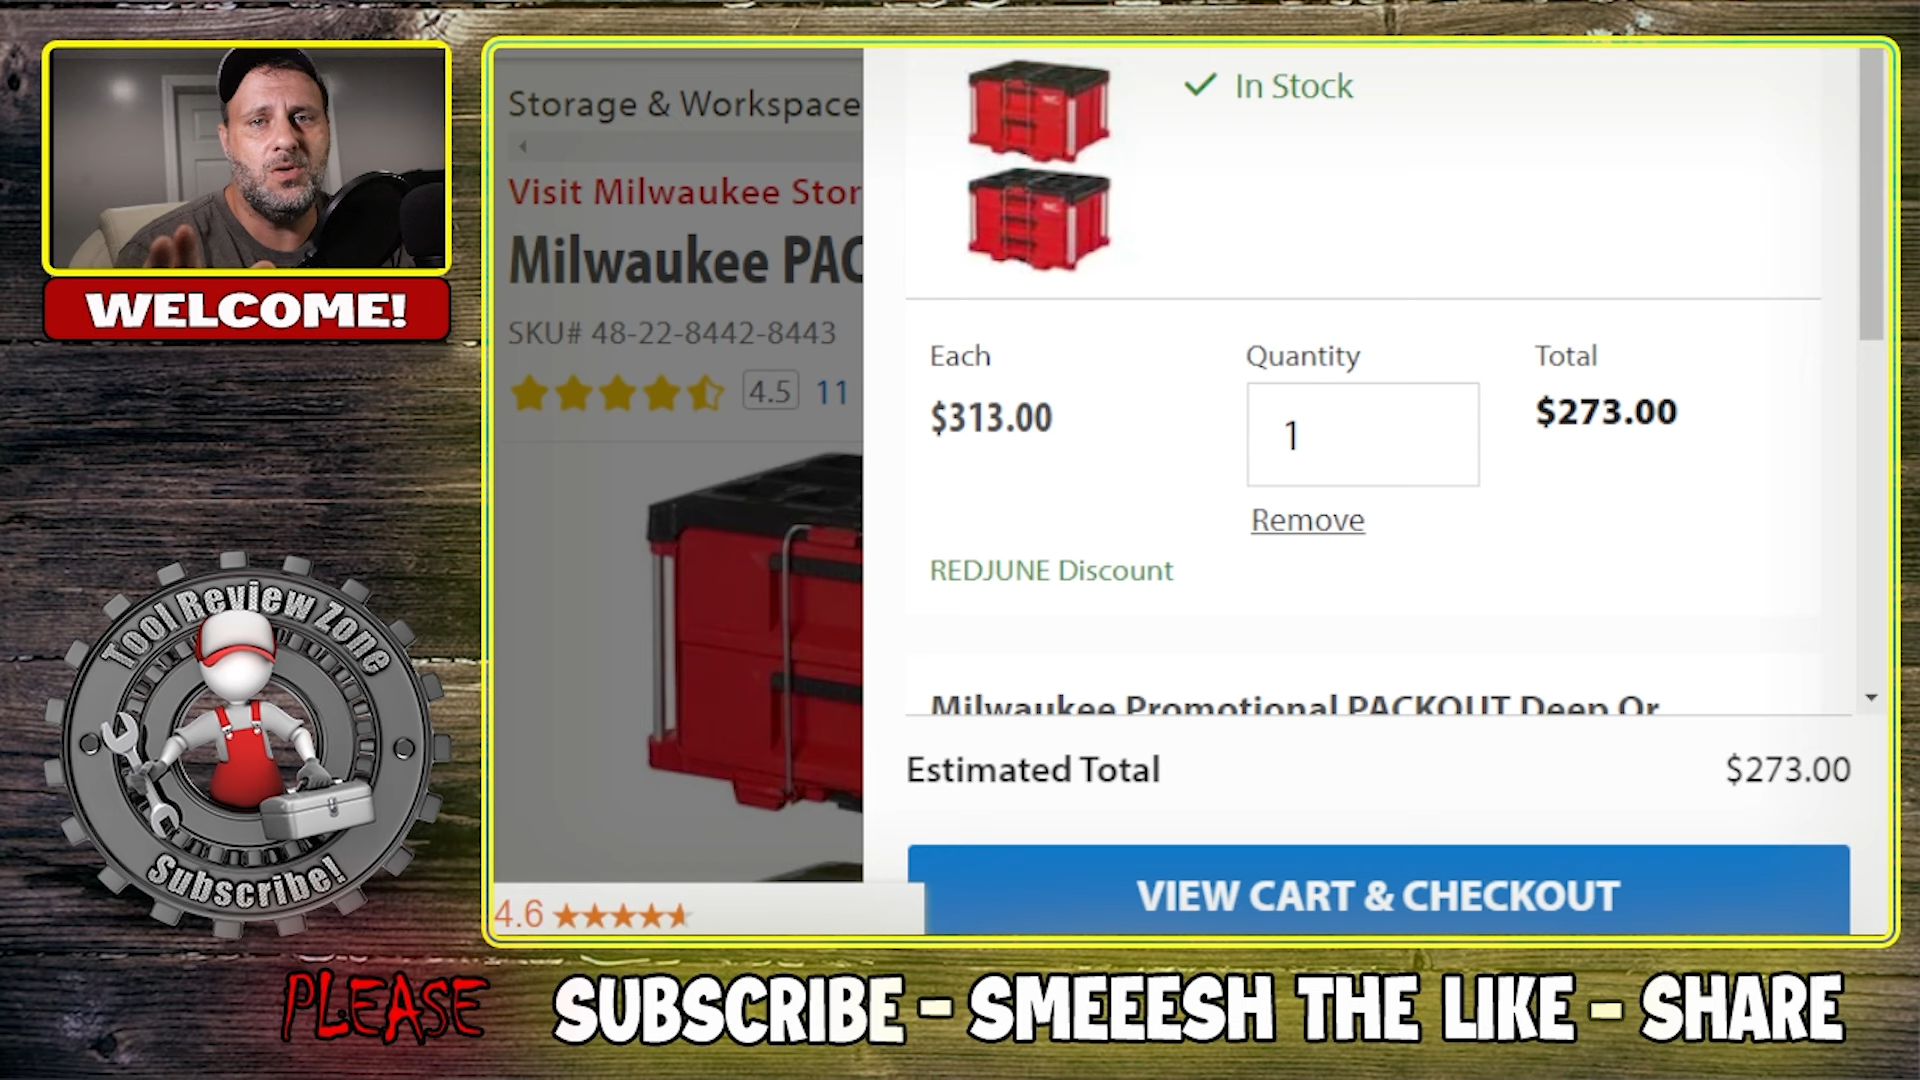 WELCOME!
Tool Review Zone
Subscribe!
Storage & Workspace
Visit Milwaukee Stor
Milwaukee PAC
SKU# 48-22-8442-8443
4.5 11
4.6
In Stock
Each Quantity Total
$313.00 1 $273.00
Remove
REDJUNE Discount
Milwaukee Promotional PACKOUT Deep Or
Estimated Total $273.00
VIEW CART & CHECKOUT
PLEASE SUBSCRIBE - SMEEESH THE LIKE - SHARE